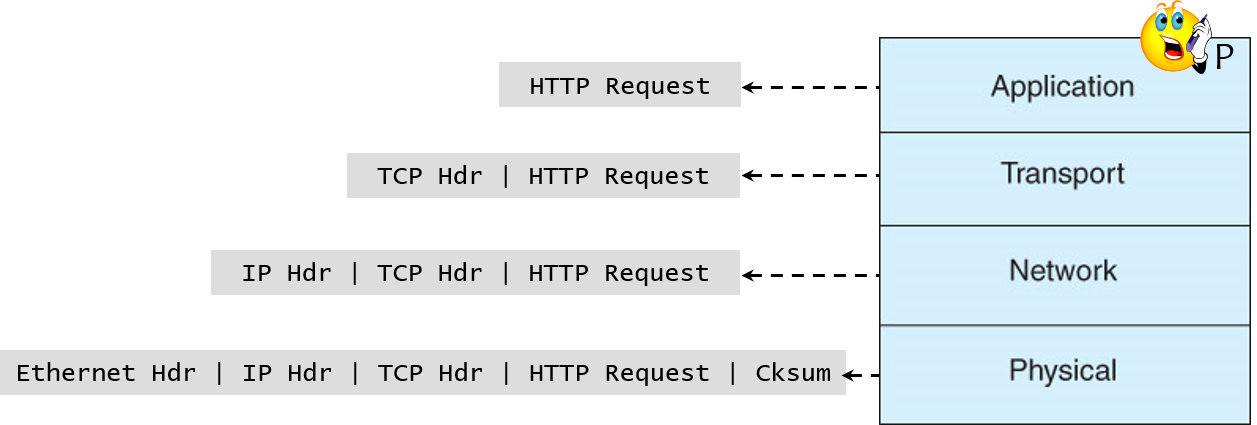 P
HTTP Request
Application
TCP Hdr | HTTP Request
Transport
IP Hdr | TCP Hdr | HTTP Request
Network
Ethernet Hdr | IP Hdr | TCP Hdr | HTTP Request | Cksum
Physical